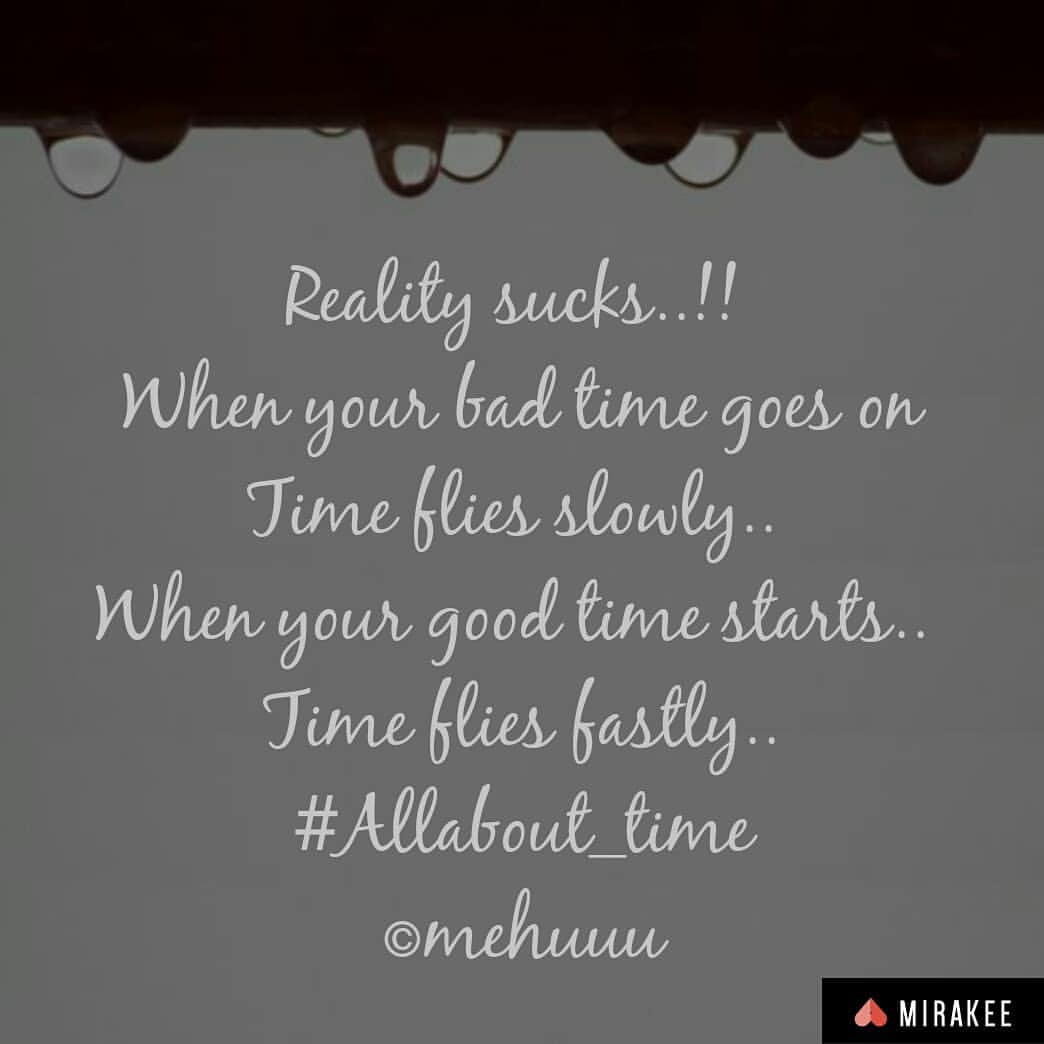 Reality sucks..!!
When your bad time goes on
Time flies slowly..
When your good time starts..
Time flies fastly..
#Allabout_time
©mehuuu
MIRAKEE